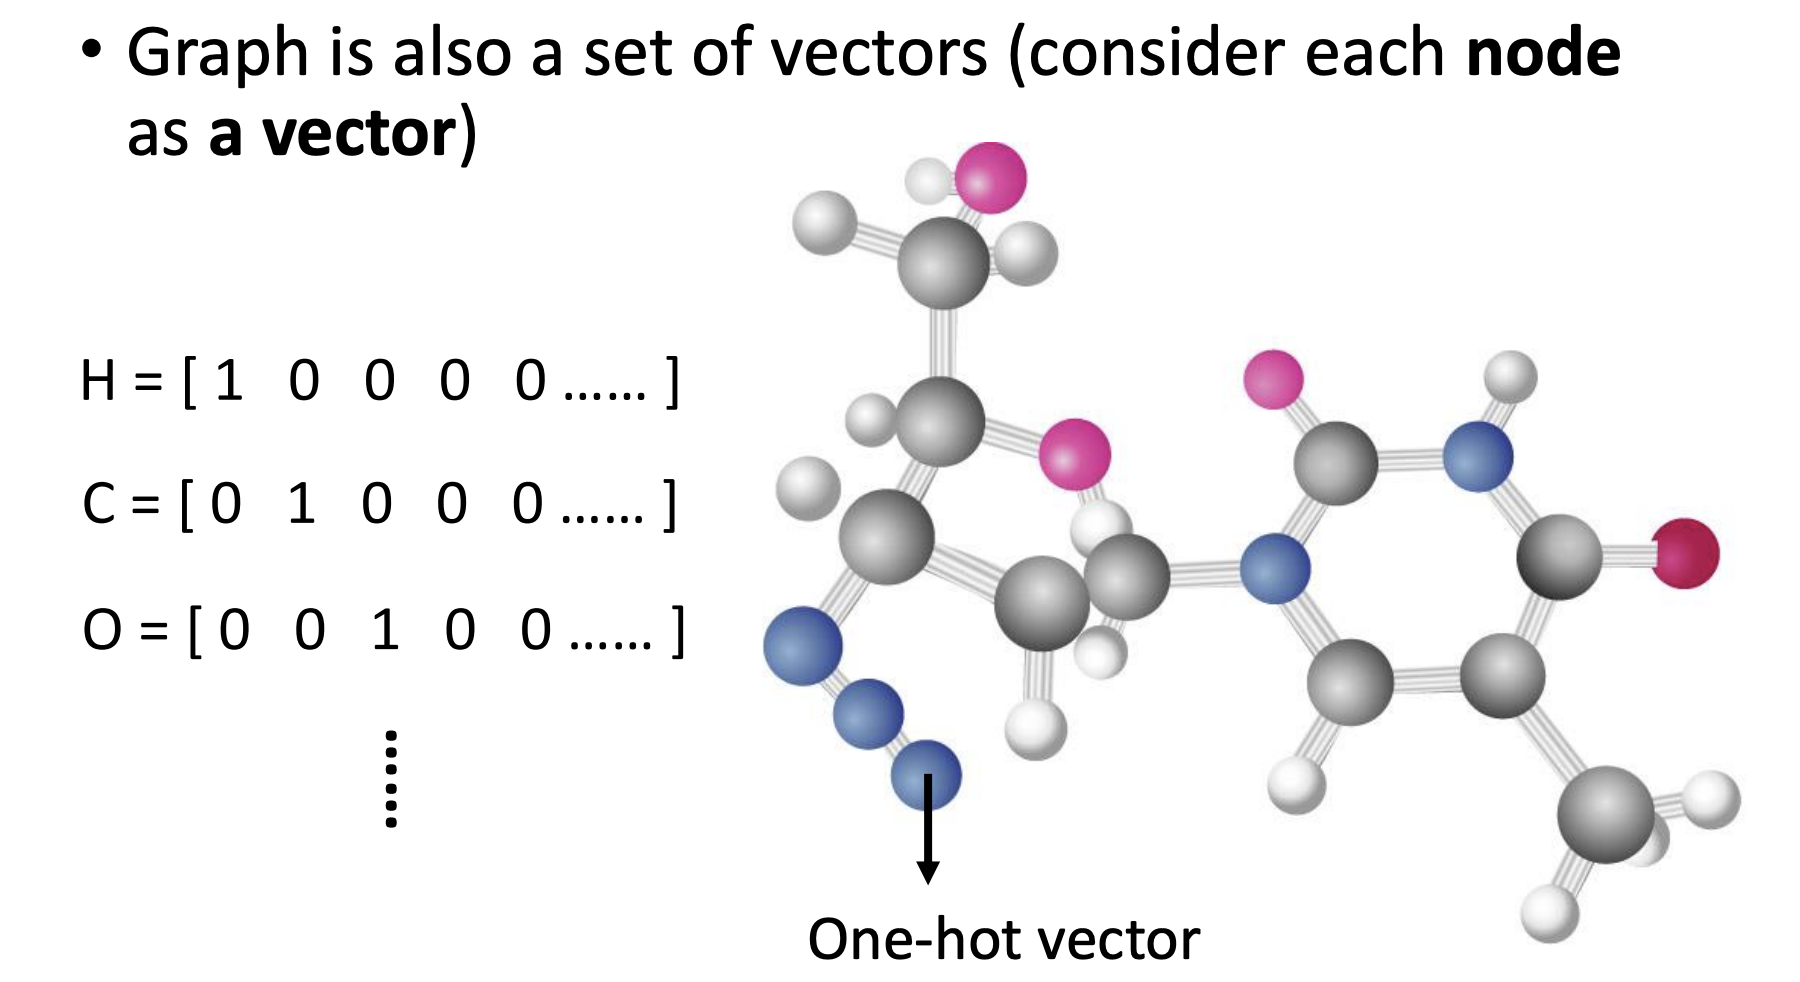 • Graph is also a set of vectors (consider each node
as a vector)
H = [ 1 0 0 0 0 …… ]
C = [ 0 1 0 0 0 …… ]
O = [ 0 0 1 0 0 …… ]
……
One-hot vector